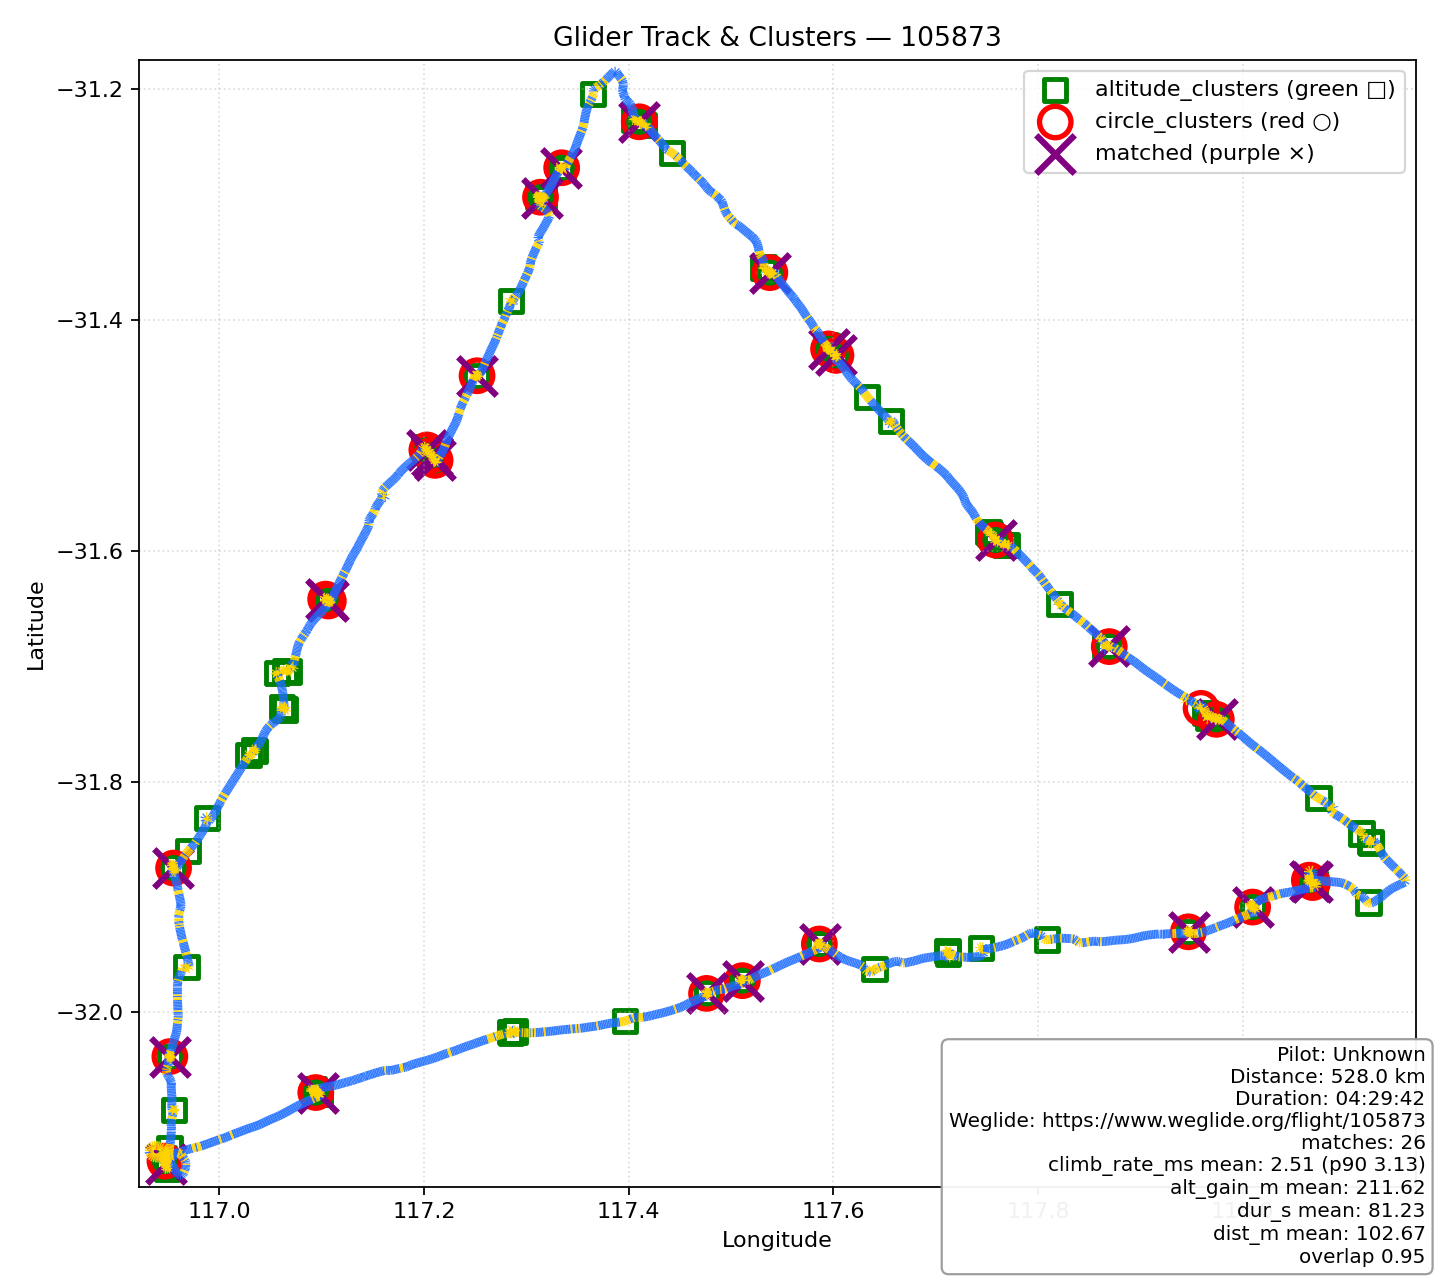 Glider Track & Clusters — 105873
altitude_clusters (green □)
circle_clusters (red ○)
matched (purple ×)
−31.2
−31.4
−31.6
−31.8
−32.0
Latitude
117.0
117.2
117.4
117.6
117.8
Longitude
Pilot: Unknown
Distance: 528.0 km
Duration: 04:29:42
Weglide: https://www.weglide.org/flight/105873
matches: 26
climb_rate_ms mean: 2.51 (p90 3.13)
alt_gain_m mean: 211.62
dur_s mean: 81.23
dist_m mean: 102.67
overlap 0.95